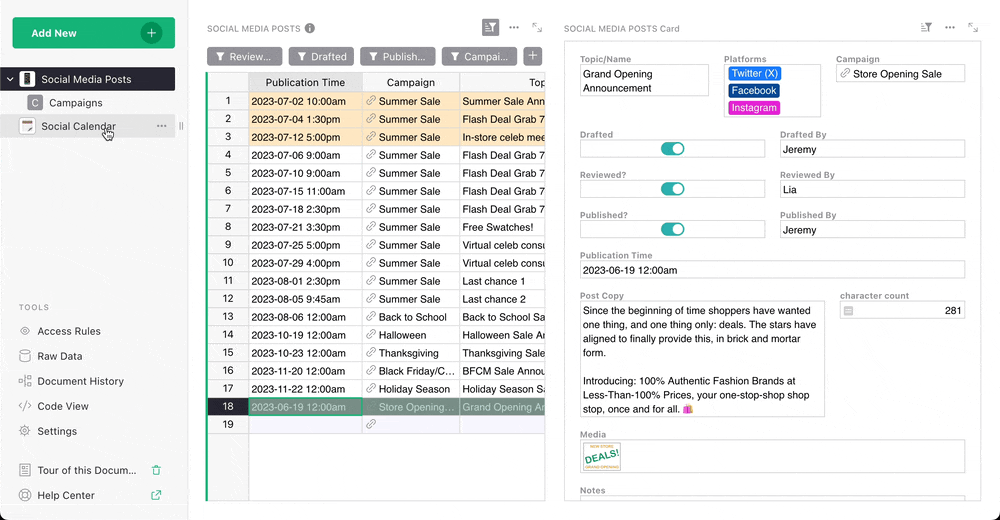 Add New
Social Media Posts
C Campaigns
Social Calendar
TOOLS
Access Rules
Raw Data
Document History
Code View
Settings
Tour of this Docum...
Help Center
SOCIAL MEDIA POSTS
Review...
Drafted
Publish...
Campai...
Publication Time Campaign Top
1 2023-07-02 10:00am Summer Sale Summer Sale Ann
2 2023-07-04 1:30pm Summer Sale Flash Deal Grab 7
3 2023-07-12 5:00pm Summer Sale In-store celeb mee
4 2023-07-06 9:00am Summer Sale Flash Deal Grab 7
5 2023-07-10 9:00am Summer Sale Flash Deal Grab 7
6 2023-07-15 11:00am Summer Sale Flash Deal Grab 7
7 2023-07-18 2:30pm Summer Sale Flash Deal Grab 7
8 2023-07-21 3:30pm Summer Sale Free Swatches!
9 2023-07-25 5:00pm Summer Sale Virtual celeb consu
10 2023-07-29 4:00pm Summer Sale Virtual celeb consu
11 2023-08-01 2:30pm Summer Sale Last chance 1
12 2023-08-05 9:45am Summer Sale Last chance 2
13 2023-08-06 12:00am Back to School Back to School Sa
14 2023-10-19 12:00am Halloween Halloween Sale An
15 2023-10-23 12:00am Thanksgiving Thanksgiving Sale
16 2023-11-20 12:00am Black Friday/C... BFCM Sale Annou
17 2023-11-22 12:00am Holiday Season Holiday Season Sa
18 2023-06-19 12:00am Store Opening... Grand Opening An
19
SOCIAL MEDIA POSTS Card
Topic/Name
Grand Opening
Announcement
Platforms
Twitter (X)
Facebook
Instagram
Campaign
Store Opening Sale
Drafted
Drafted By
Jeremy
Reviewed?
Reviewed By
Lia
Published?
Published By
Jeremy
Publication Time
2023-06-19 12:00am
Post Copy
Since the beginning of time shoppers have wanted
one thing, and one thing only: deals. The stars have
aligned to finally provide this, in brick and mortar
form.
Introducing: 100% Authentic Fashion Brands at
Less-Than-100% Prices, your one-stop-shop shop
stop, once and for all. 🛍️
character count
281
Media
NEW STORE
DEALS!
GRAND OPENING
Notes